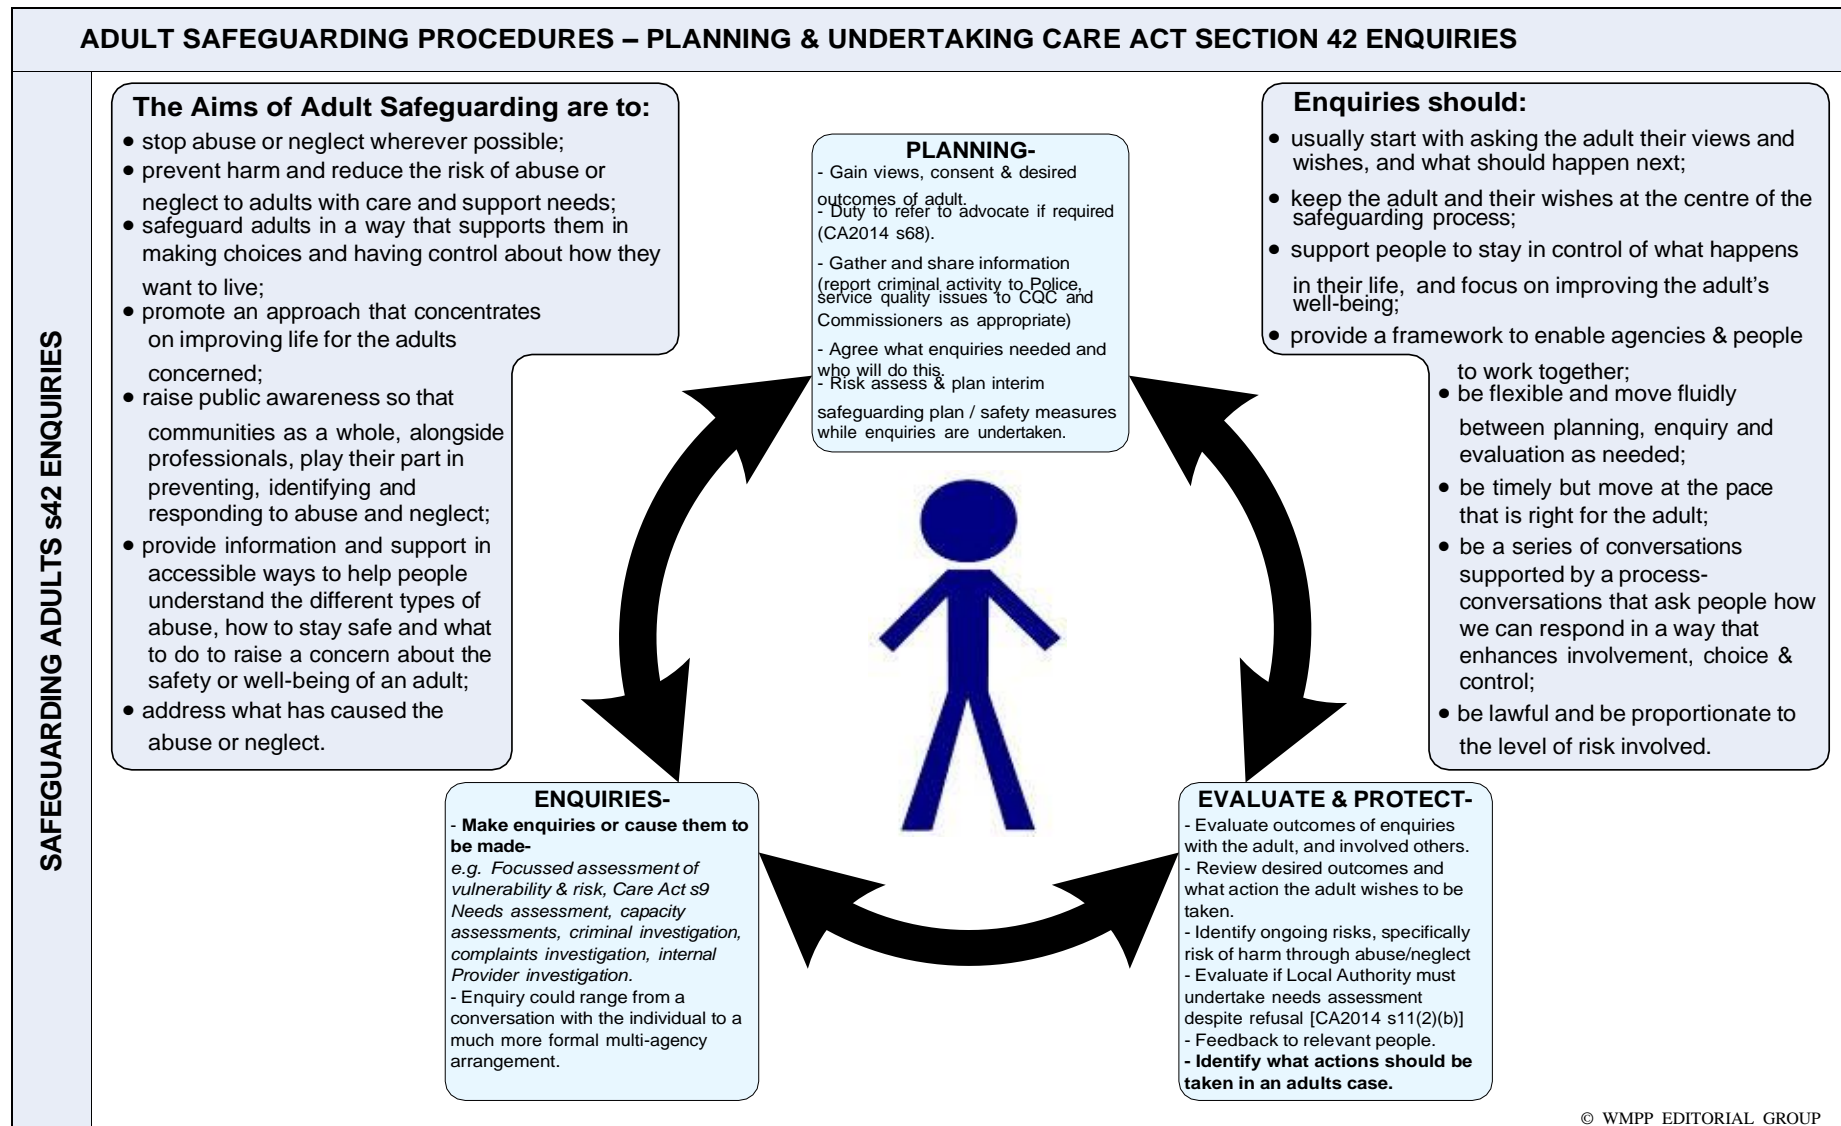 ADULT SAFEGUARDING PROCEDURES – PLANNING & UNDERTAKING CARE ACT SECTION 42 ENQUIRIES
SAFEGUARDING ADULTS s42 ENQUIRIES
The Aims of Adult Safeguarding are to:
• stop abuse or neglect wherever possible;
• prevent harm and reduce the risk of abuse or
neglect to adults with care and support needs;
• safeguard adults in a way that supports them in
making choices and having control about how they
want to live;
• promote an approach that concentrates
on improving life for the adults
concerned;
• raise public awareness so that
communities as a whole, alongside
professionals, play their part in
preventing, identifying and
responding to abuse and neglect;
• provide information and support in
accessible ways to help people
understand the different types of
abuse, how to stay safe and what
to do to raise a concern about the
safety or well-being of an adult;
• address what has caused the
abuse or neglect.
PLANNING-
- Gain views, consent & desired
outcomes of adult.
- Duty to refer to advocate if required
(CA2014 s68).
- Gather and share information
(report criminal activity to Police,
service quality issues to CQC and
Commissioners as appropriate)
- Agree what enquiries needed and
who will do this.
- Risk assess & plan interim
safeguarding plan / safety measures
while enquiries are undertaken.
Enquiries should:
• usually start with asking the adult their views and
wishes, and what should happen next;
• keep the adult and their wishes at the centre of the
safeguarding process;
• support people to stay in control of what happens
in their life, and focus on improving the adult's
well-being;
• provide a framework to enable agencies & people
to work together;
• be flexible and move fluidly
between planning, enquiry and
evaluation as needed;
• be timely but move at the pace
that is right for the adult;
• be a series of conversations
supported by a process-
conversations that ask people how
we can respond in a way that
enhances involvement, choice &
control;
• be lawful and be proportionate to
the level of risk involved.
ENQUIRIES-
- Make enquiries or cause them to
be made-
e.g. Focussed assessment of
vulnerability & risk, Care Act s9
Needs assessment, capacity
assessments, criminal investigation,
complaints investigation, internal
Provider investigation.
- Enquiry could range from a
conversation with the individual to a
much more formal multi-agency
arrangement.
EVALUATE & PROTECT-
- Evaluate outcomes of enquiries
with the adult, and involved others.
- Review desired outcomes and
what action the adult wishes to be
taken.
- Identify ongoing risks, specifically
risk of harm through abuse/neglect
- Evaluate if Local Authority must
undertake needs assessment
despite refusal [CA2014 s11(2)(b)]
- Feedback to relevant people.
- Identify what actions should be
taken in an adults case.
© WMPP EDITORIAL GROUP